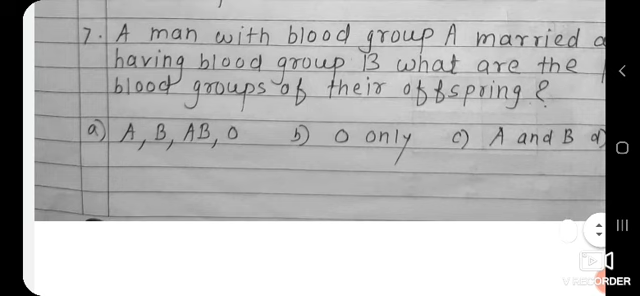 7. A man with blood group A married a
having blood group B what are the
blood groups of their offspring?
a) A, B, AB, O b) O only c) A and B d)
V RECORDER